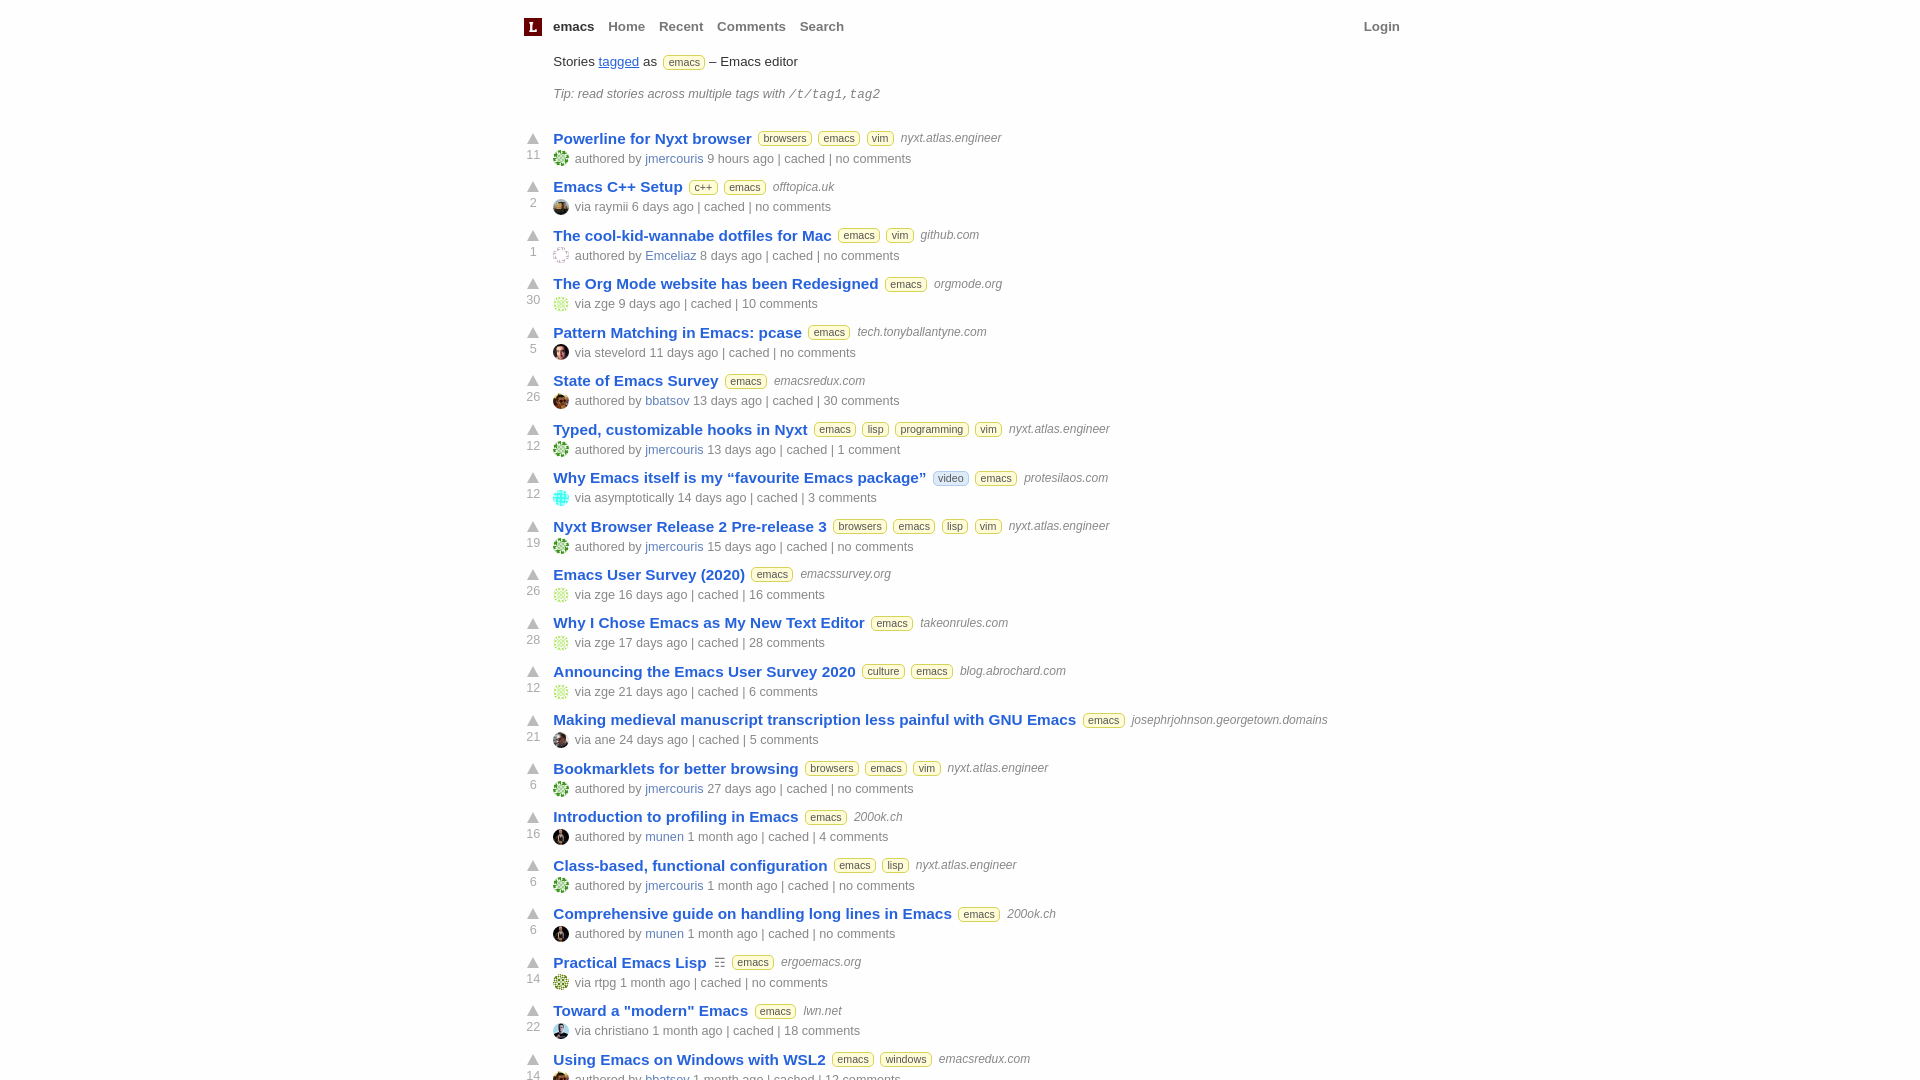 L emacs Home Recent Comments Search Login
Stories tagged as emacs – Emacs editor
Tip: read stories across multiple tags with /t/tag1,tag2
Powerline for Nyxt browser browsers emacs vim nyxt.atlas.engineer
11 authored by jmercouris 9 hours ago | cached | no comments
Emacs C++ Setup c++ emacs offtopica.uk
2 via raymii 6 days ago | cached | no comments
The cool-kid-wannabe dotfiles for Mac emacs vim github.com
1 authored by Emceliaz 8 days ago | cached | no comments
The Org Mode website has been Redesigned emacs orgmode.org
30 via zge 9 days ago | cached | 10 comments
Pattern Matching in Emacs: pcase emacs tech.tonyballantyne.com
5 via stevelord 11 days ago | cached | no comments
State of Emacs Survey emacs emacsredux.com
26 authored by bbatsov 13 days ago | cached | 30 comments
Typed, customizable hooks in Nyxt emacs lisp programming vim nyxt.atlas.engineer
12 authored by jmercouris 13 days ago | cached | 1 comment
Why Emacs itself is my “favourite Emacs package” video emacs protesilaos.com
12 via asymptotically 14 days ago | cached | 3 comments
Nyxt Browser Release 2 Pre-release 3 browsers emacs lisp vim nyxt.atlas.engineer
19 authored by jmercouris 15 days ago | cached | no comments
Emacs User Survey (2020) emacs emacssurvey.org
26 via zge 16 days ago | cached | 16 comments
Why I Chose Emacs as My New Text Editor emacs takeonrules.com
28 via zge 17 days ago | cached | 28 comments
Announcing the Emacs User Survey 2020 culture emacs blog.abrochard.com
12 via zge 21 days ago | cached | 6 comments
Making medieval manuscript transcription less painful with GNU Emacs emacs josephrjohnson.georgetown.domains
21 via ane 24 days ago | cached | 5 comments
Bookmarklets for better browsing browsers emacs vim nyxt.atlas.engineer
6 authored by jmercouris 27 days ago | cached | no comments
Introduction to profiling in Emacs emacs 200ok.ch
16 authored by munen 1 month ago | cached | 4 comments
Class-based, functional configuration emacs lisp nyxt.atlas.engineer
6 authored by jmercouris 1 month ago | cached | no comments
Comprehensive guide on handling long lines in Emacs emacs 200ok.ch
6 authored by munen 1 month ago | cached | no comments
Practical Emacs Lisp ☶ emacs ergoemacs.org
14 via rtpg 1 month ago | cached | no comments
Toward a "modern" Emacs emacs lwn.net
22 via christiano 1 month ago | cached | 18 comments
Using Emacs on Windows with WSL2 emacs windows emacsredux.com
14 authored by bbatsov 1 month ago | cached | 12 comments